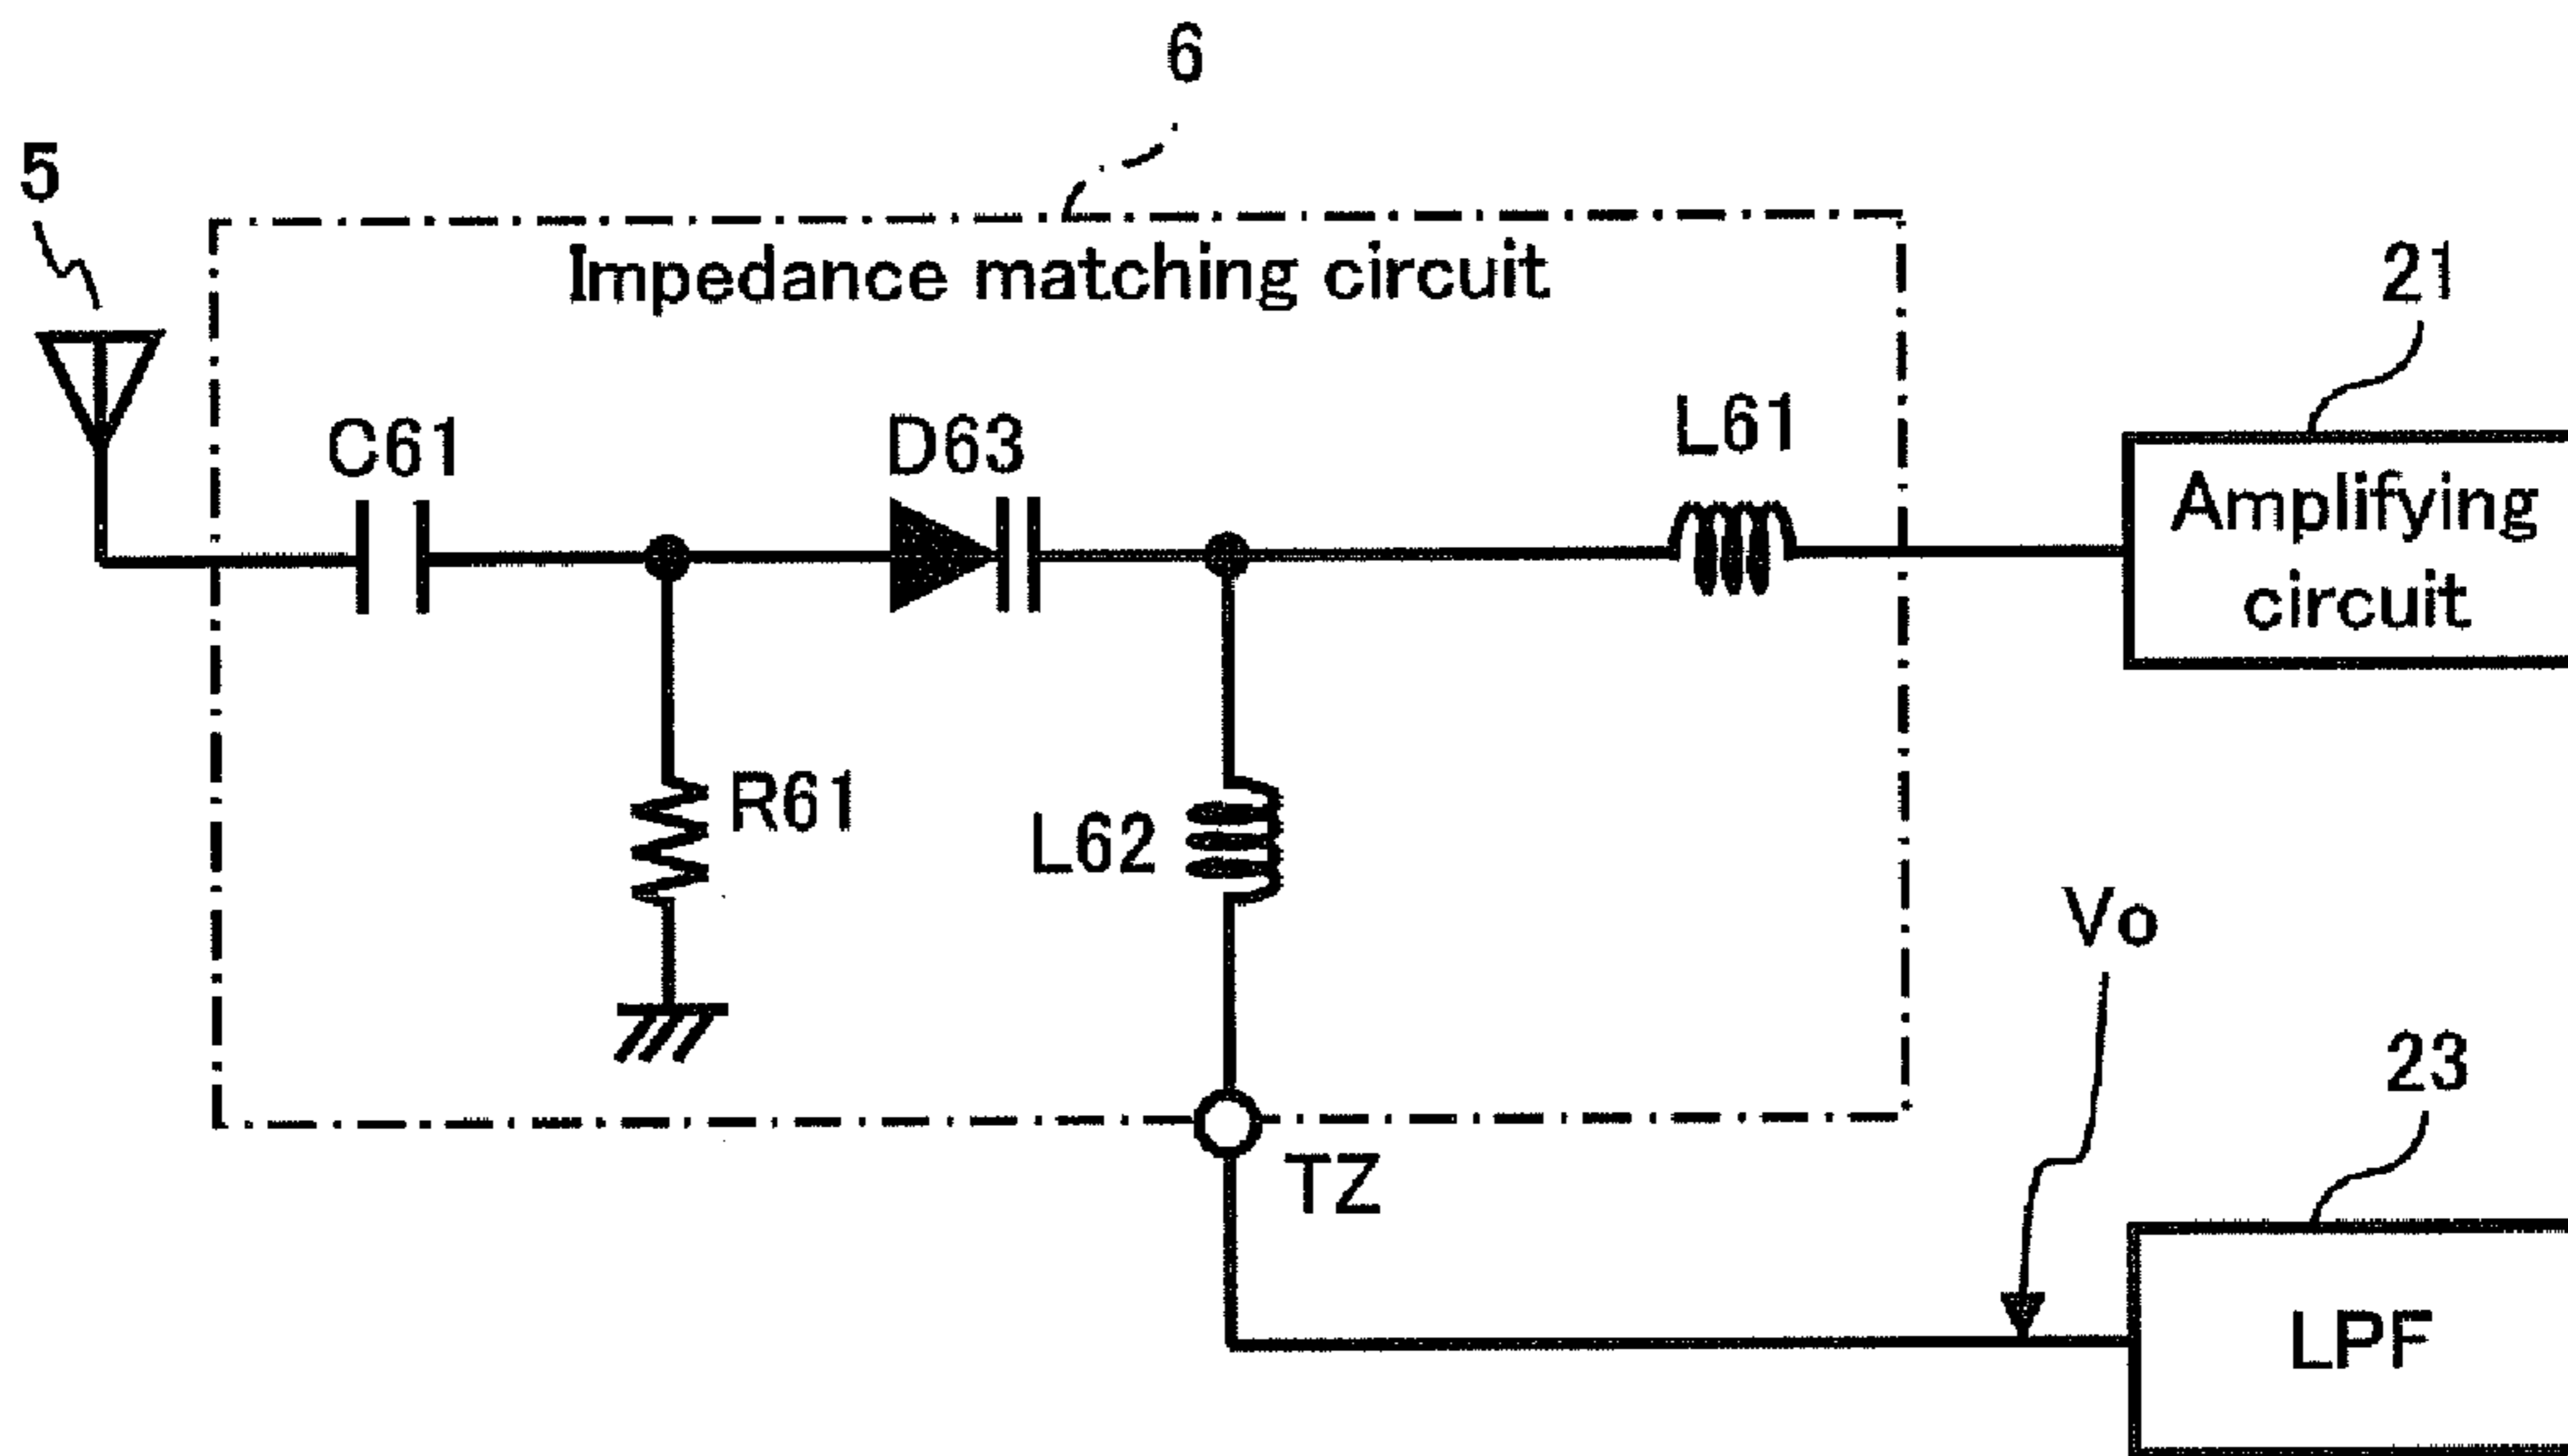 6
5
Impedance matching circuit
21
C61
D63
L61
Amplifying
circuit
R61
L62
Vo
23
TZ
LPF